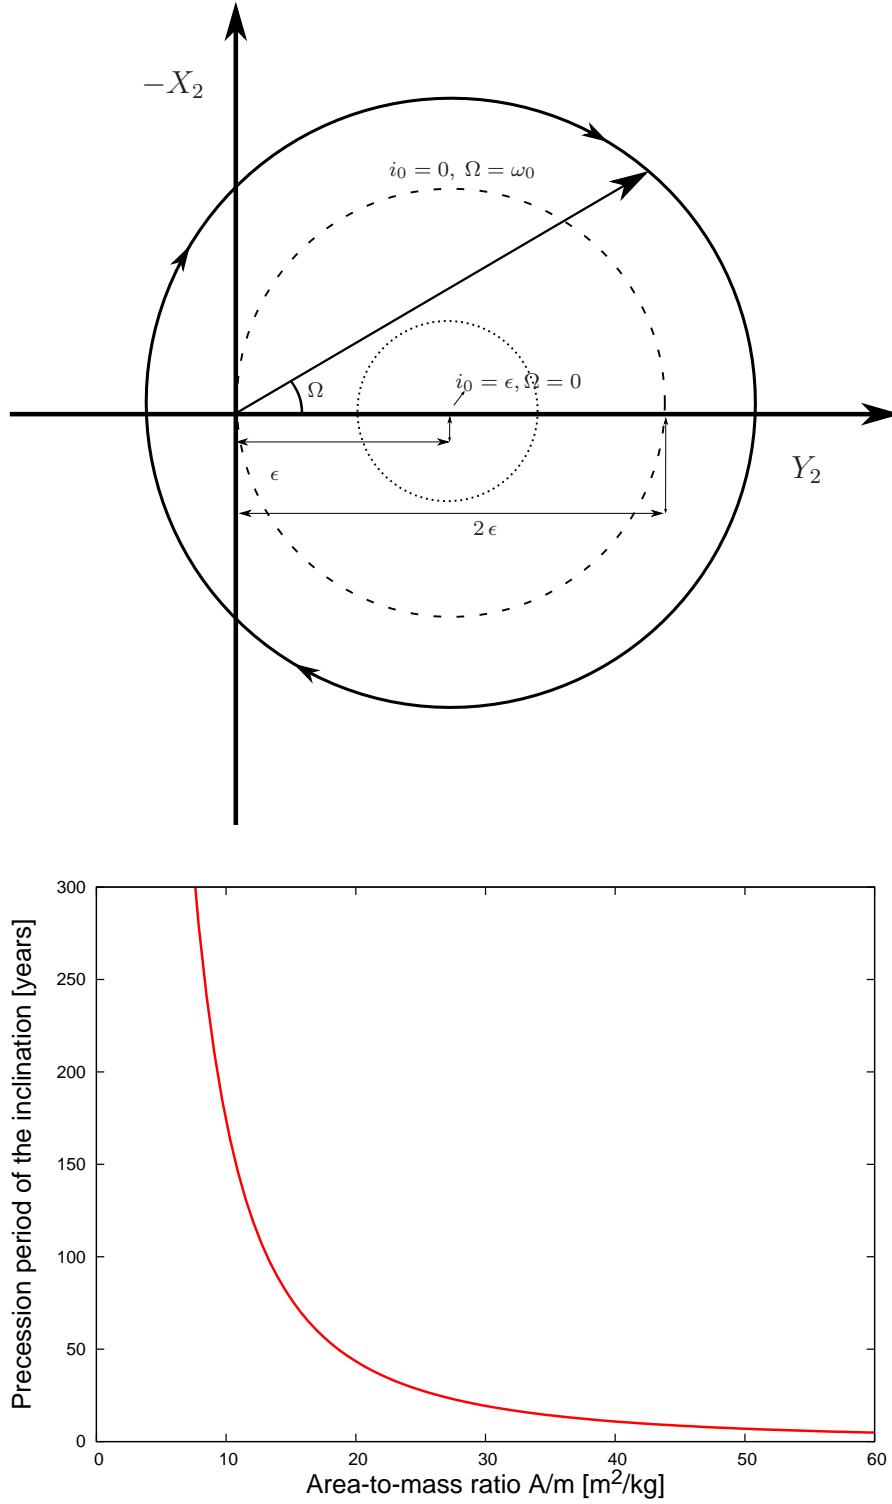 −X₂
i₀ = 0, Ω = ω₀
Ω
i₀ = ϵ, Ω = 0
ϵ
Y₂
2 ϵ
300
250
200
150
100
50
0
Precession period of the inclination [years]
0 10 20 30 40 50 60
Area-to-mass ratio A/m [m²/kg]